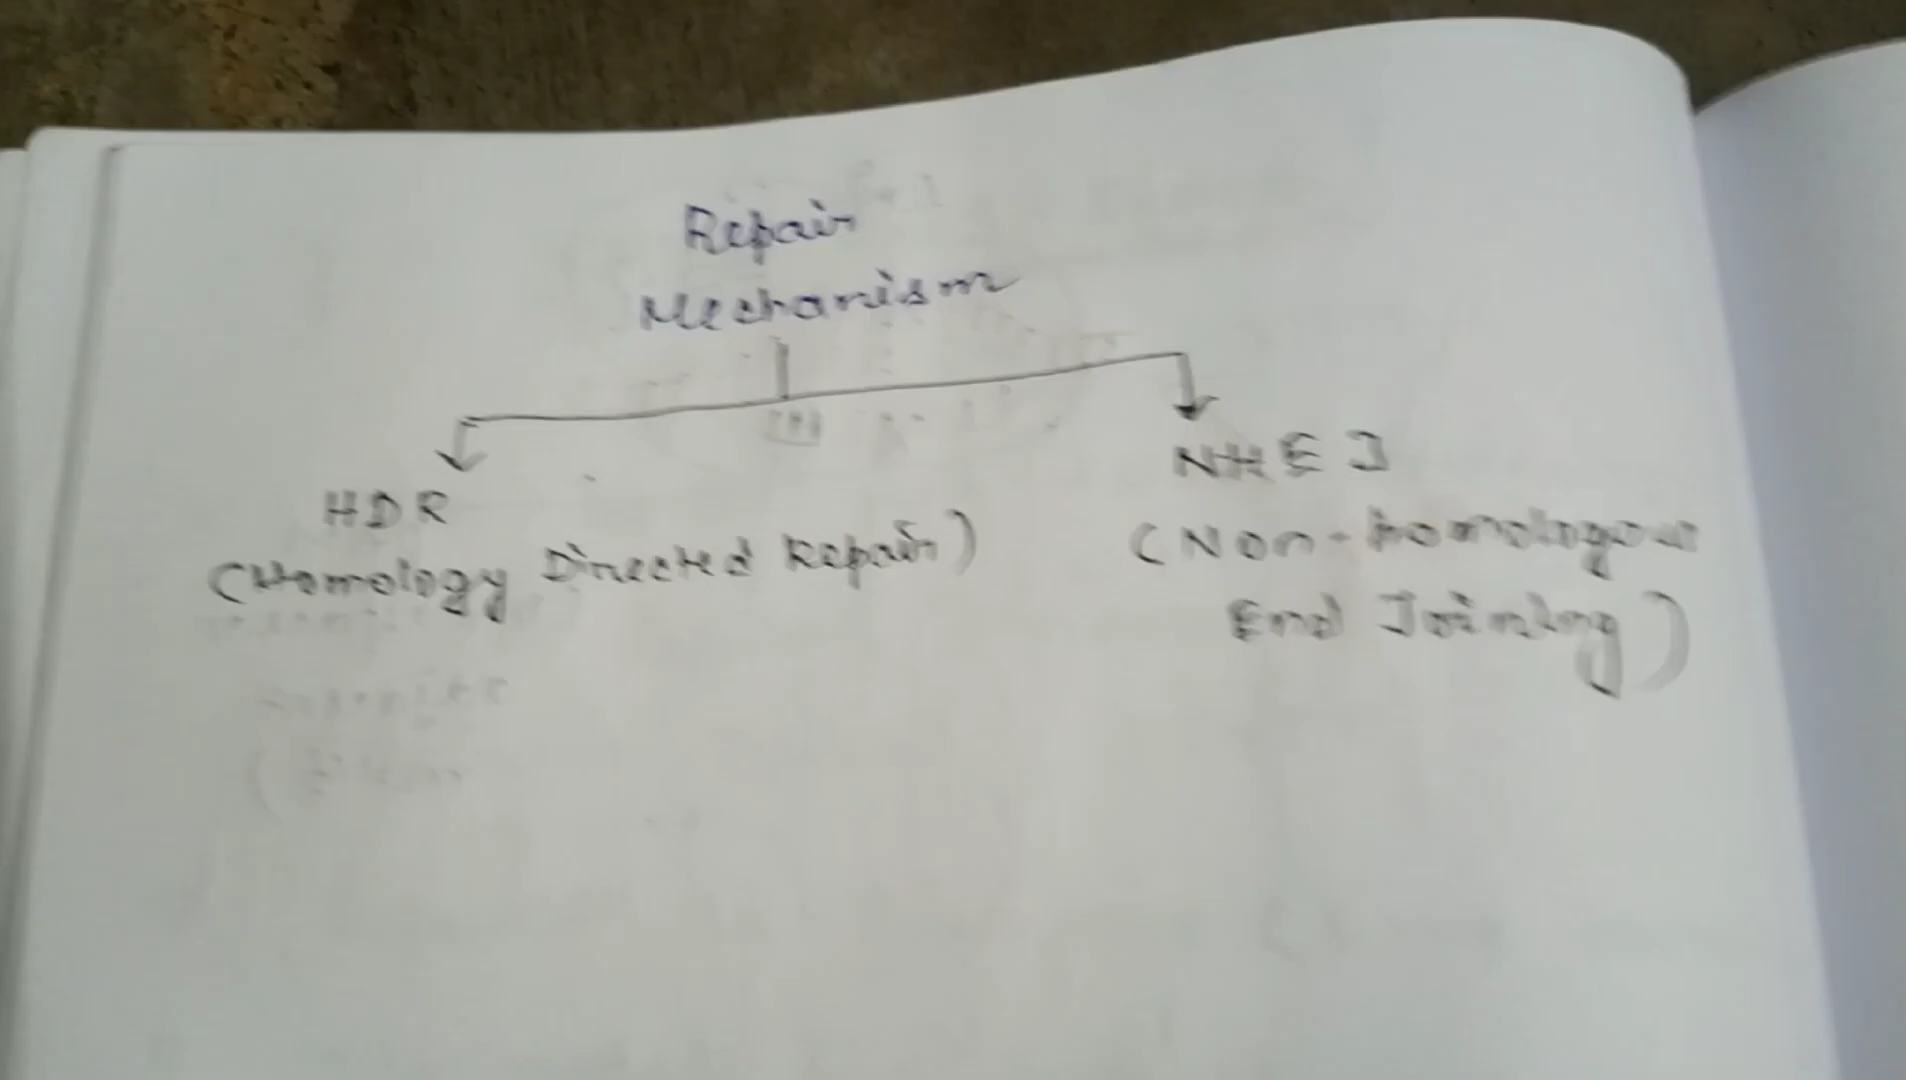 Repair
Mechanism
HDR
(Homology Directed Repair)
NHEJ
(Non-homologous
End Joining)